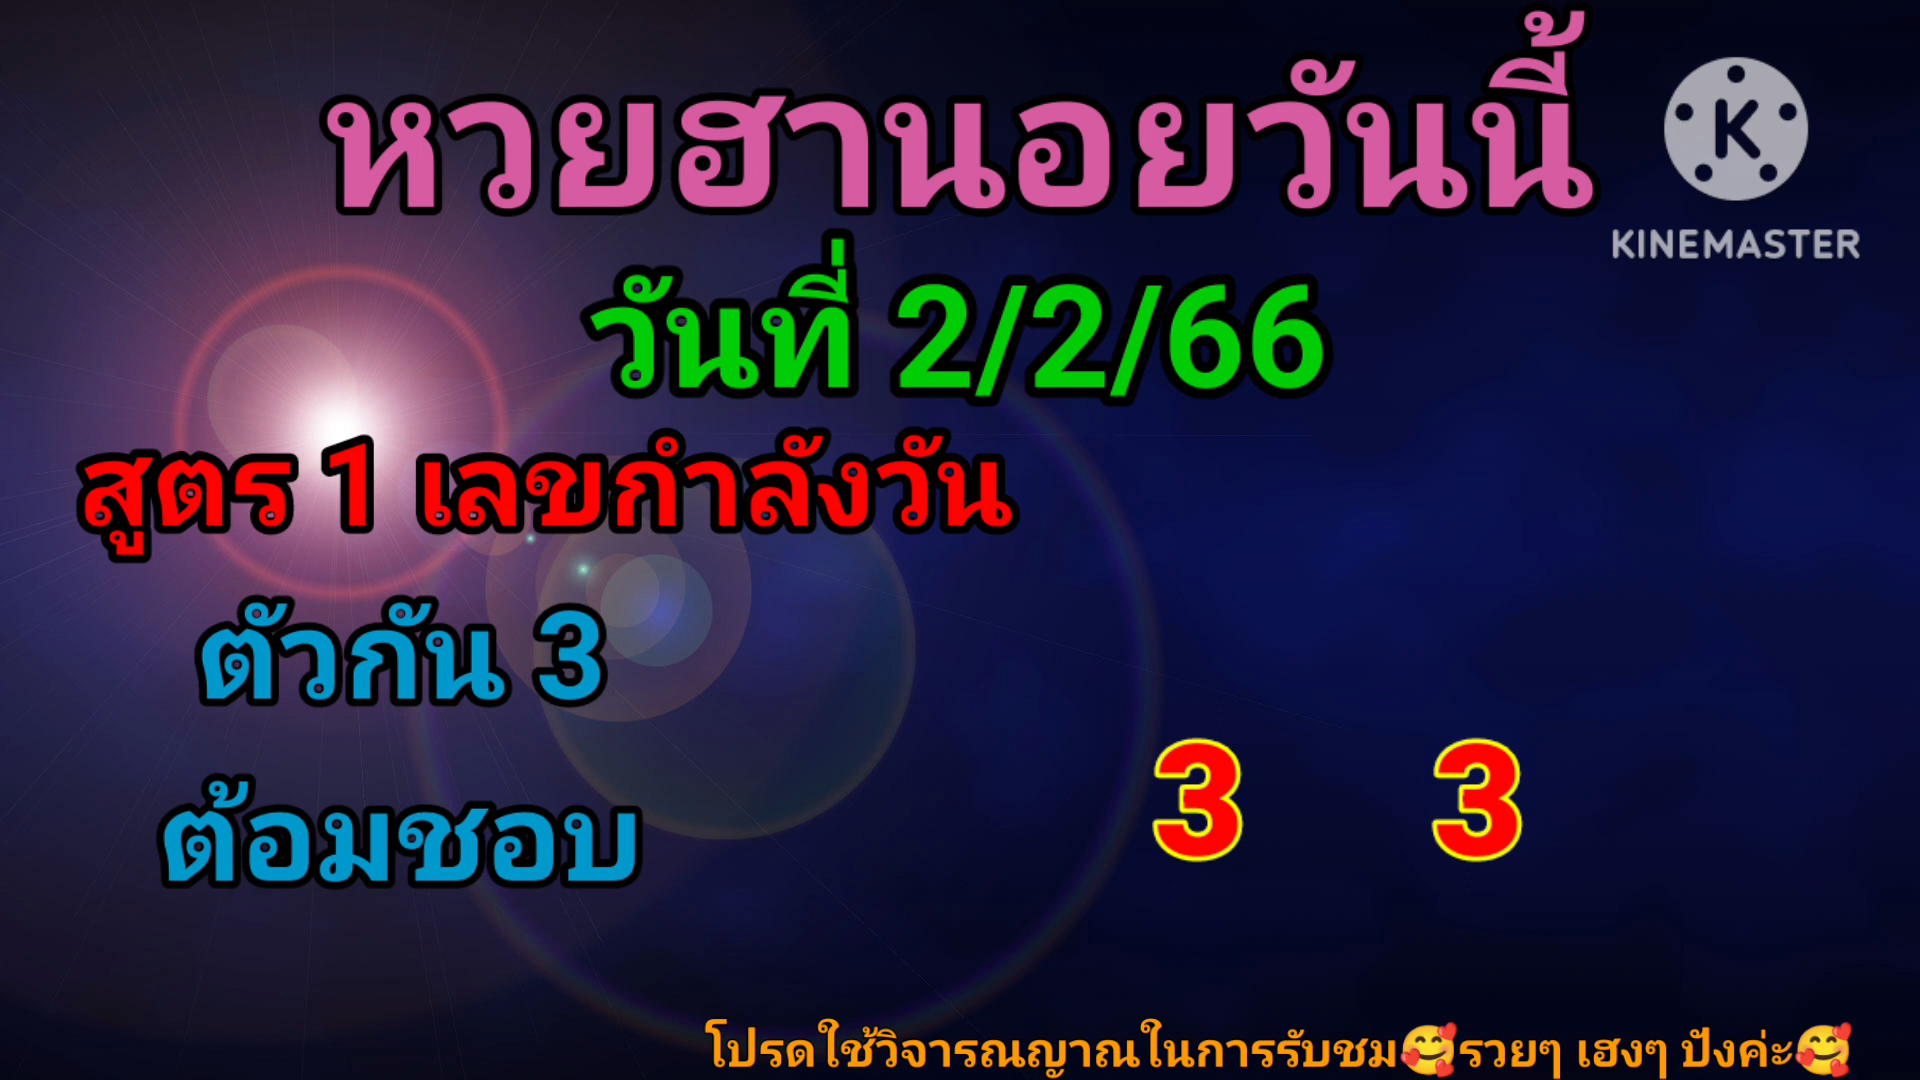 หวยฮานอยวันนี้
K
KINEMASTER
วันที่ 2/2/66
สูตร 1 เลขกำลังวัน
ตัวกัน 3
3 3
ต้อมชอบ
โปรดใช้วิจารณญาณในการรับชม🥰รวยๆ เฮงๆ ปังค่ะ🥰